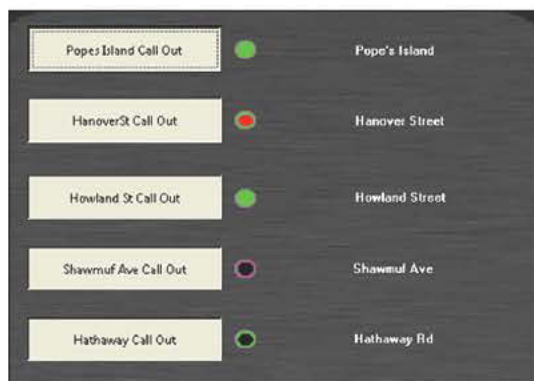 Popes Island Call Out
Pope's Island
HanoverSt Call Out
Hanover Street
Howland St Call Out
Howland Street
Shawmuf Ave Call Out
Shawmul Ave
Hathaway Call Out
Hathaway Rd